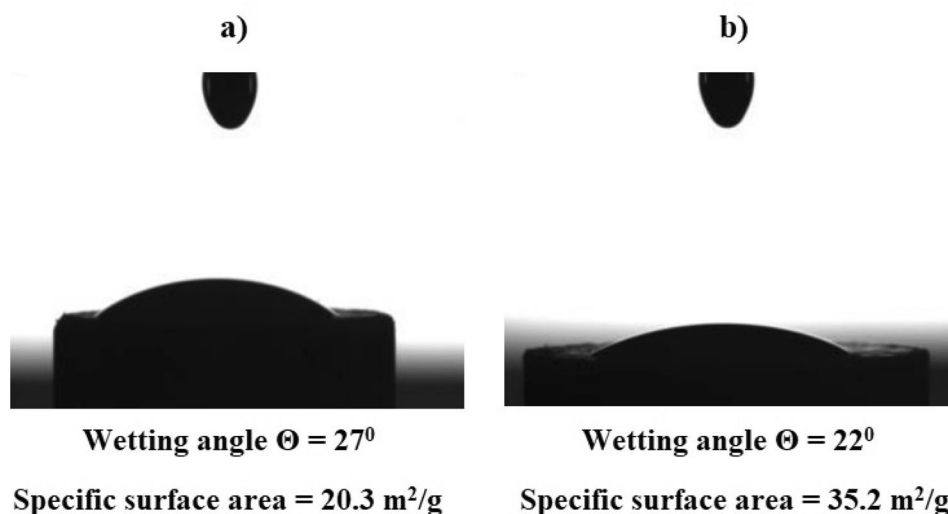 a)
b)
Wetting angle Θ = 27⁰
Specific surface area = 20.3 m²/g
Wetting angle Θ = 22⁰
Specific surface area = 35.2 m²/g